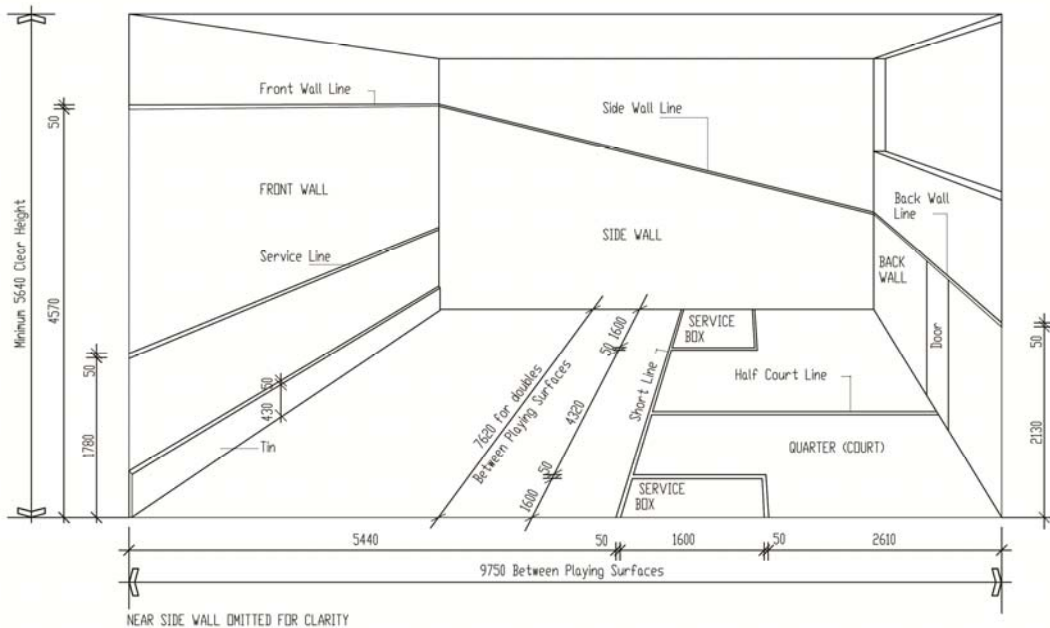 Minimum 5640 Clear Height
50
4570
50
1780
Front Wall Line
FRONT WALL
Service Line
50
430
Tin
Side Wall Line
SIDE WALL
Back Wall
Line
BACK
WALL
Door
50
2130
7620 for doubles
Between Playing Surfaces
1600
50
4320
50
1600
Short Line
SERVICE
BOX
Half Court Line
QUARTER (COURT)
SERVICE
BOX
5440
50
1600
50
2610
9750 Between Playing Surfaces
NEAR SIDE WALL OMITTED FOR CLARITY